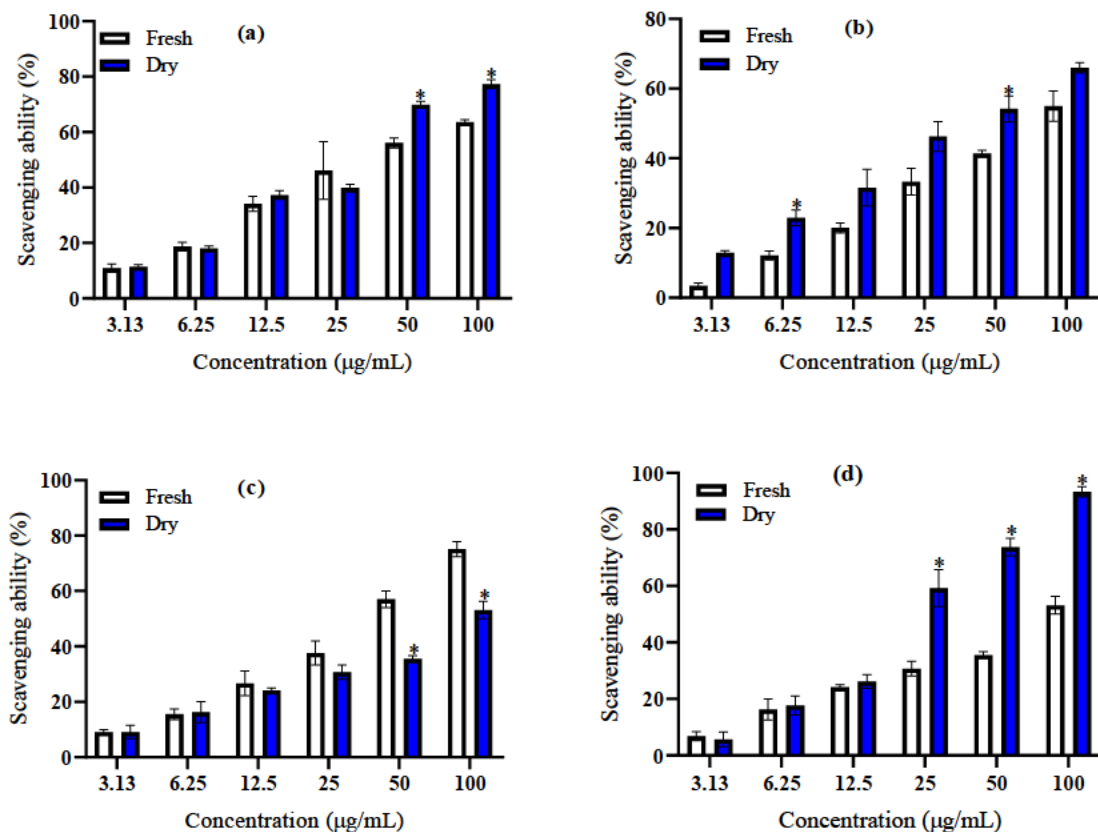 (a)
Fresh
Dry
Scavenging ability (%)
100
80
60
40
20
0
* *
3.13 6.25 12.5 25 50 100
Concentration (μg/mL)
(b)
Fresh
Dry
Scavenging ability (%)
80
60
40
20
0
* *
3.13 6.25 12.5 25 50 100
Concentration (μg/mL)
(c)
Fresh
Dry
Scavenging ability (%)
100
80
60
40
20
0
* *
3.13 6.25 12.5 25 50 100
Concentration (μg/mL)
(d)
Fresh
Dry
Scavenging ability (%)
100
80
60
40
20
0
* * *
3.13 6.25 12.5 25 50 100
Concentration (μg/mL)